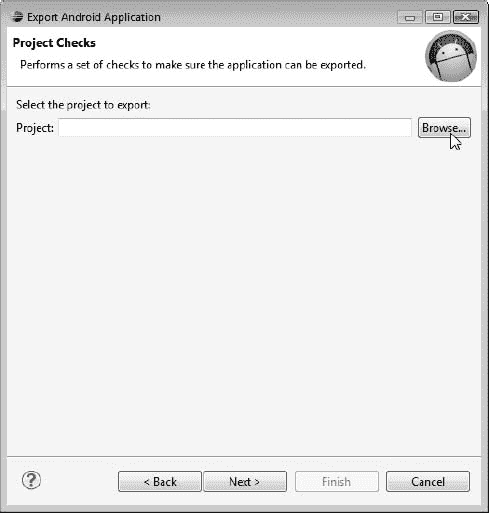 Export Android Application
Project Checks
Performs a set of checks to make sure the application can be exported.
Select the project to export:
Project:
Browse...
?
< Back
Next >
Finish
Cancel